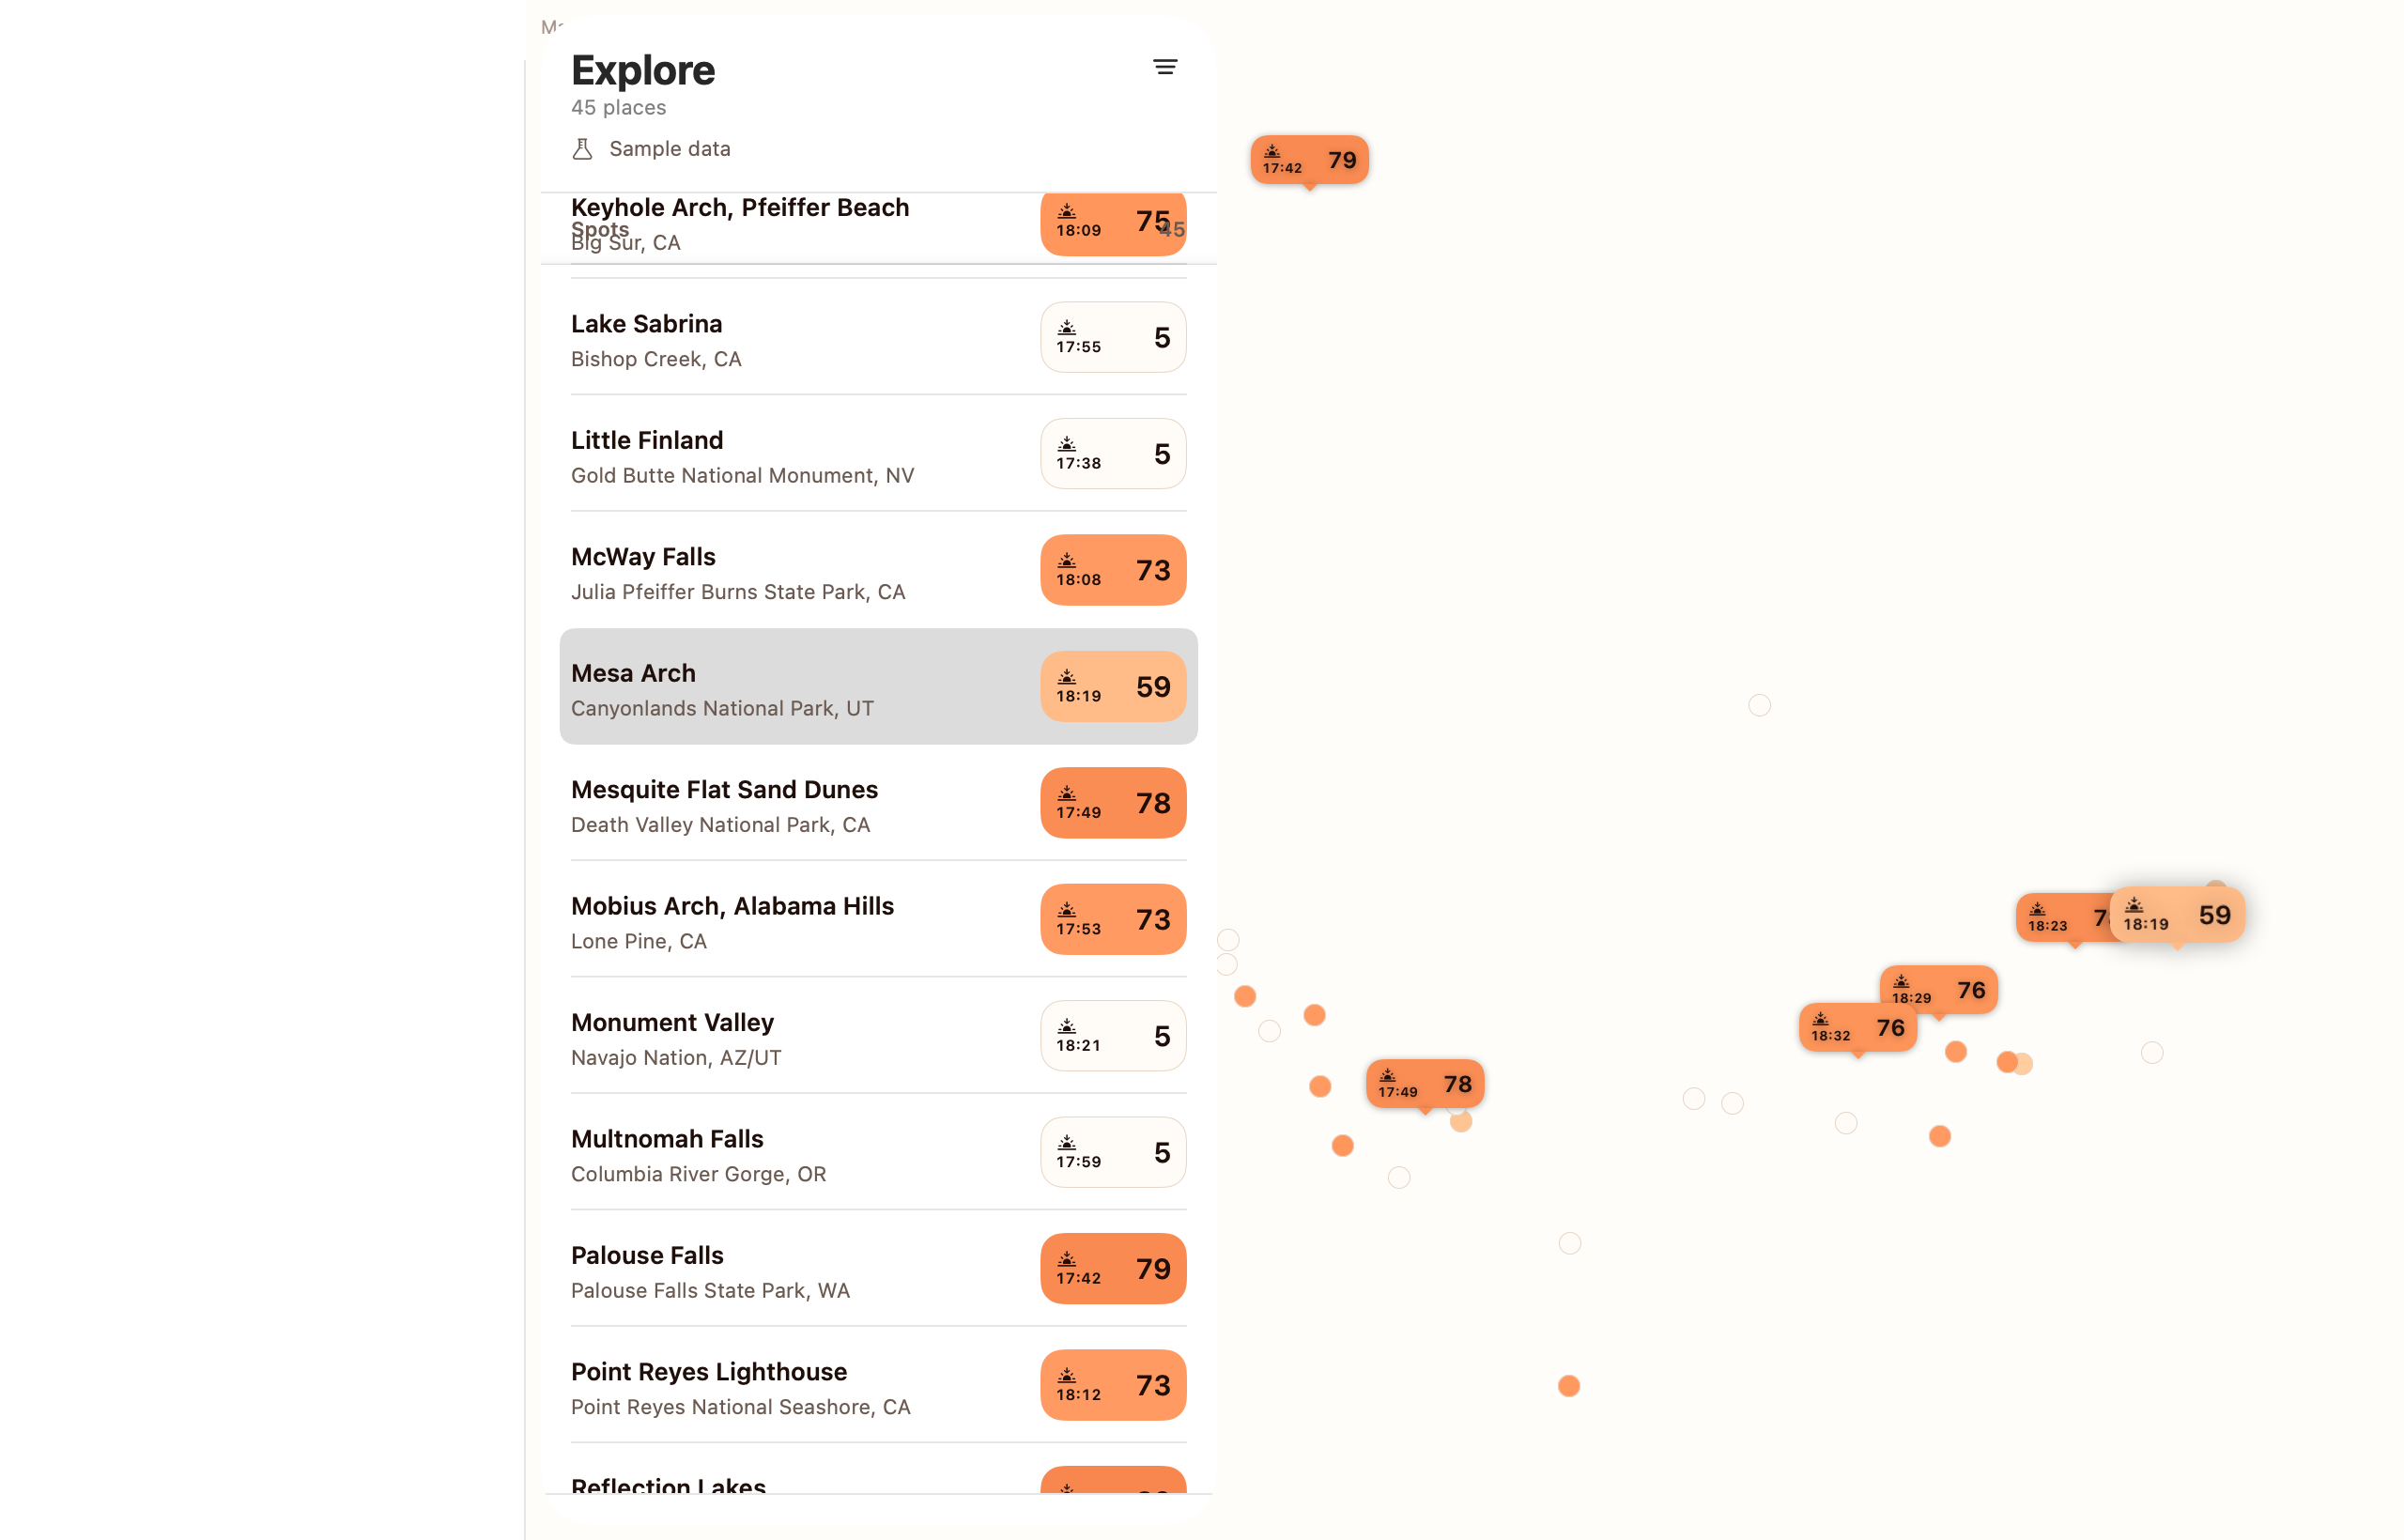 Explore
45 places
Sample data
Keyhole Arch, Pfeiffer Beach
18:09 75
Spots 45
Big Sur, CA
Lake Sabrina
Bishop Creek, CA
17:55 5
Little Finland
Gold Butte National Monument, NV
17:38 5
McWay Falls
Julia Pfeiffer Burns State Park, CA
18:08 73
Mesa Arch
Canyonlands National Park, UT
18:19 59
Mesquite Flat Sand Dunes
Death Valley National Park, CA
17:49 78
Mobius Arch, Alabama Hills
Lone Pine, CA
17:53 73
Monument Valley
Navajo Nation, AZ/UT
18:21 5
Multnomah Falls
Columbia River Gorge, OR
17:59 5
Palouse Falls
Palouse Falls State Park, WA
17:42 79
Point Reyes Lighthouse
Point Reyes National Seashore, CA
18:12 73
Reflection Lakes
17:42 79
18:23
18:19 59
18:29 76
18:32 76
17:49 78